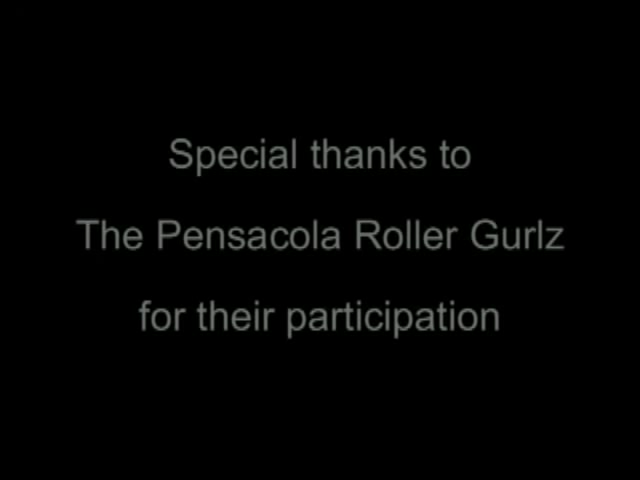 Special thanks to
The Pensacola Roller Gurlz
for their participation